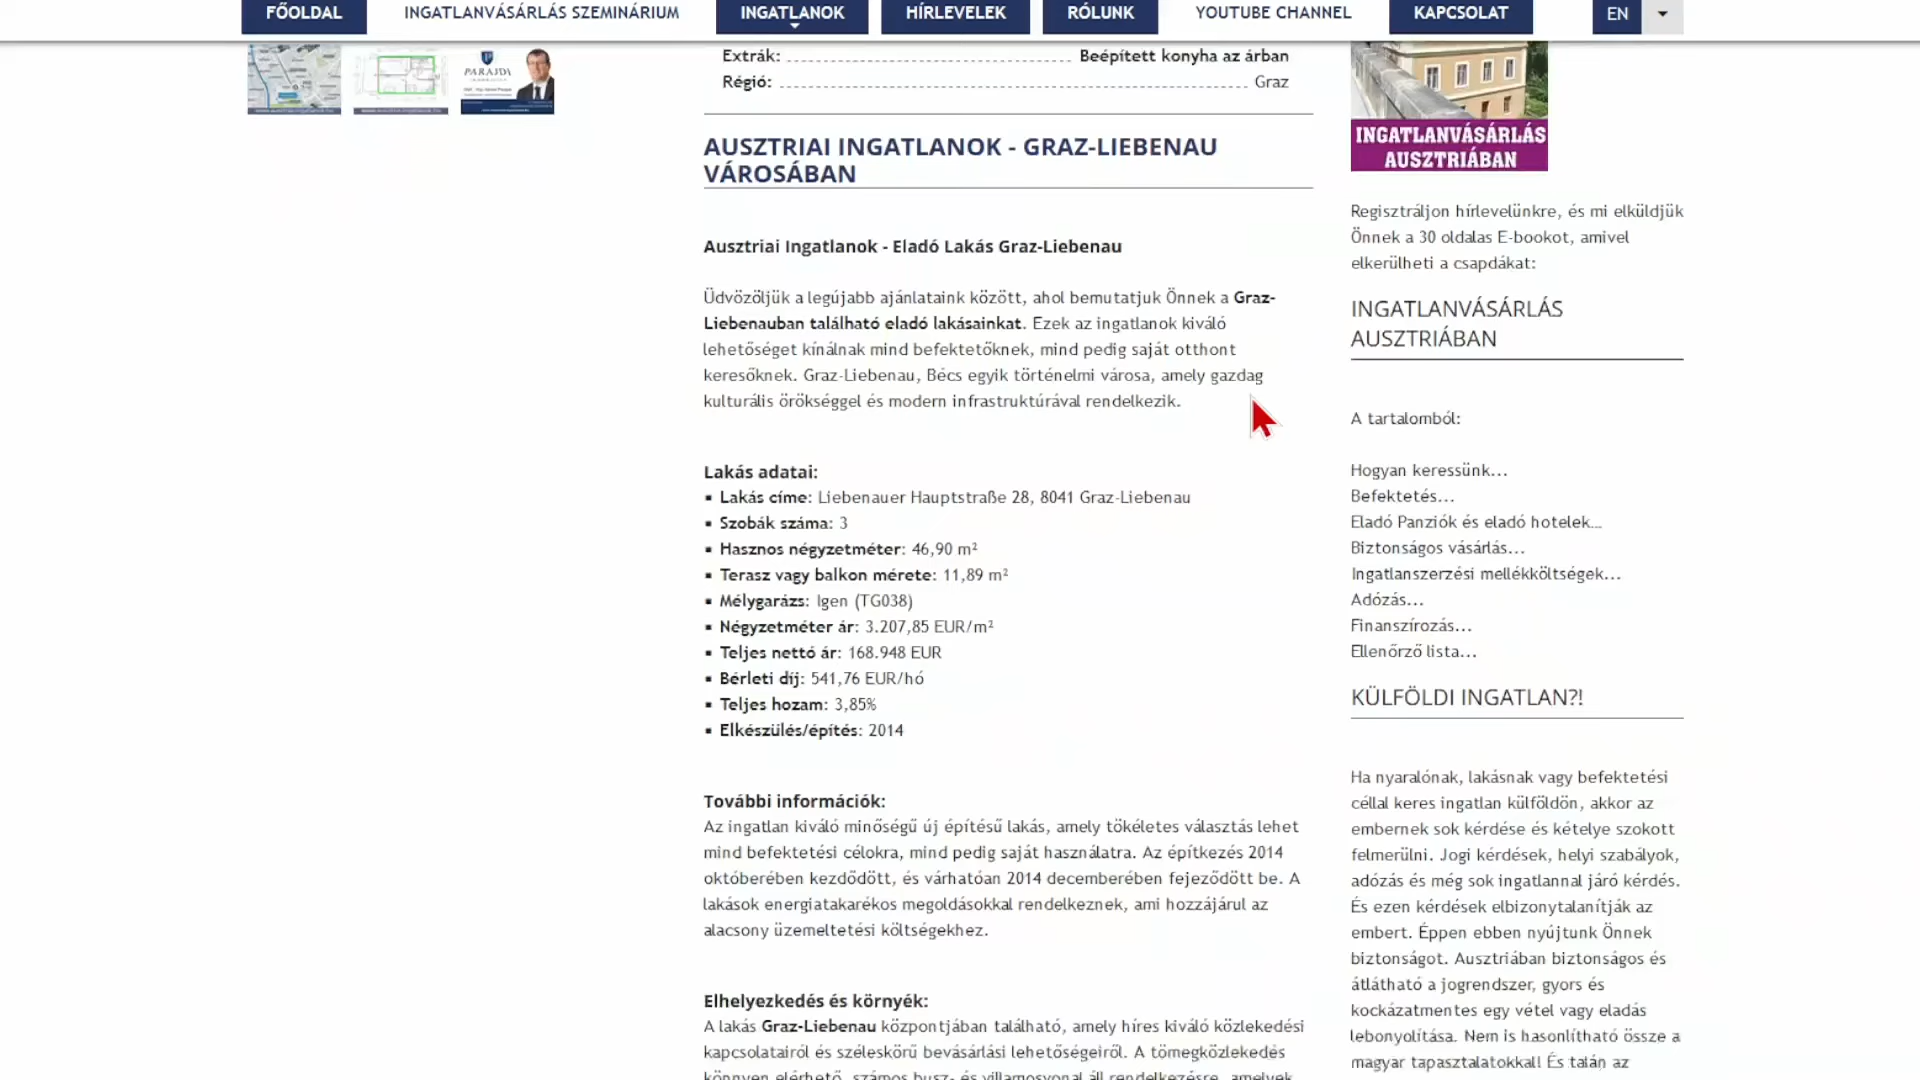 FŐOLDAL
INGATLANVÁSÁRLÁS SZEMINÁRIUM
INGATLANOK
HÍRLEVELEK
RÓLUNK
YOUTUBE CHANNEL
KAPCSOLAT
EN
PARAJDI
Extrák: Beépített konyha az árban
Régió: Graz
AUSZTRIAI INGATLANOK - GRAZ-LIEBENAU
VÁROSÁBAN
Ausztriai Ingatlanok - Eladó Lakás Graz-Liebenau
Üdvözöljük a legújabb ajánlataink között, ahol bemutatjuk Önnek a Graz-
Liebenauban található eladó lakásainkat. Ezek az ingatlanok kiváló
lehetőséget kínálnak mind befektetőknek, mind pedig saját otthont
keresőknek. Graz-Liebenau, Bécs egyik történelmi városa, amely gazdag
kulturális örökséggel és modern infrastruktúrával rendelkezik.
Lakás adatai:
▪ Lakás címe: Liebenauer Hauptstraße 28, 8041 Graz-Liebenau
▪ Szobák száma: 3
▪ Hasznos négyzetméter: 46,90 m²
▪ Terasz vagy balkon mérete: 11,89 m²
▪ Mélygarázs: Igen (TG038)
▪ Négyzetméter ár: 3.207,85 EUR/m²
▪ Teljes nettó ár: 168.948 EUR
▪ Bérleti díj: 541,76 EUR/hó
▪ Teljes hozam: 3,85%
▪ Elkészülés/építés: 2014
További információk:
Az ingatlan kiváló minőségű új építésű lakás, amely tökéletes választás lehet
mind befektetési célokra, mind pedig saját használatra. Az építkezés 2014
októberében kezdődött, és várhatóan 2014 decemberében fejeződött be. A
lakások energiatakarékos megoldásokkal rendelkeznek, ami hozzájárul az
alacsony üzemeltetési költségekhez.
Elhelyezkedés és környék:
A lakás Graz-Liebenau központjában található, amely híres kiváló közlekedési
kapcsolatairól és széleskörű bevásárlási lehetőségeiről. A tömegközlekedés
könnyen elérhető, számos busz- és villamosvonal áll rendelkezésre, amelyek
INGATLANVÁSÁRLÁS
AUSZTRIÁBAN
Regisztráljon hírlevelünkre, és mi elküldjük
Önnek a 30 oldalas E-bookot, amivel
elkerülheti a csapdákat:
INGATLANVÁSÁRLÁS
AUSZTRIÁBAN
A tartalomból:
Hogyan keressünk...
Befektetés...
Eladó Panziók és eladó hotelek...
Biztonságos vásárlás...
Ingatlanszerzési mellékköltségek...
Adózás...
Finanszírozás...
Ellenőrző lista...
KÜLFÖLDI INGATLAN?!
Ha nyaralónak, lakásnak vagy befektetési
céllal keres ingatlan külföldön, akkor az
embernek sok kérdése és kételye szokott
felmerülni. Jogi kérdések, helyi szabályok,
adózás és még sok ingatlannal járó kérdés.
És ezen kérdések elbizonytalanítják az
embert. Éppen ebben nyújtunk Önnek
biztonságot. Ausztriában biztonságos és
átlátható a jogrendszer, gyors és
kockázatmentes egy vétel vagy eladás
lebonyolítása. Nem is hasonlítható össze a
magyar tapasztalatokkal! És talán az